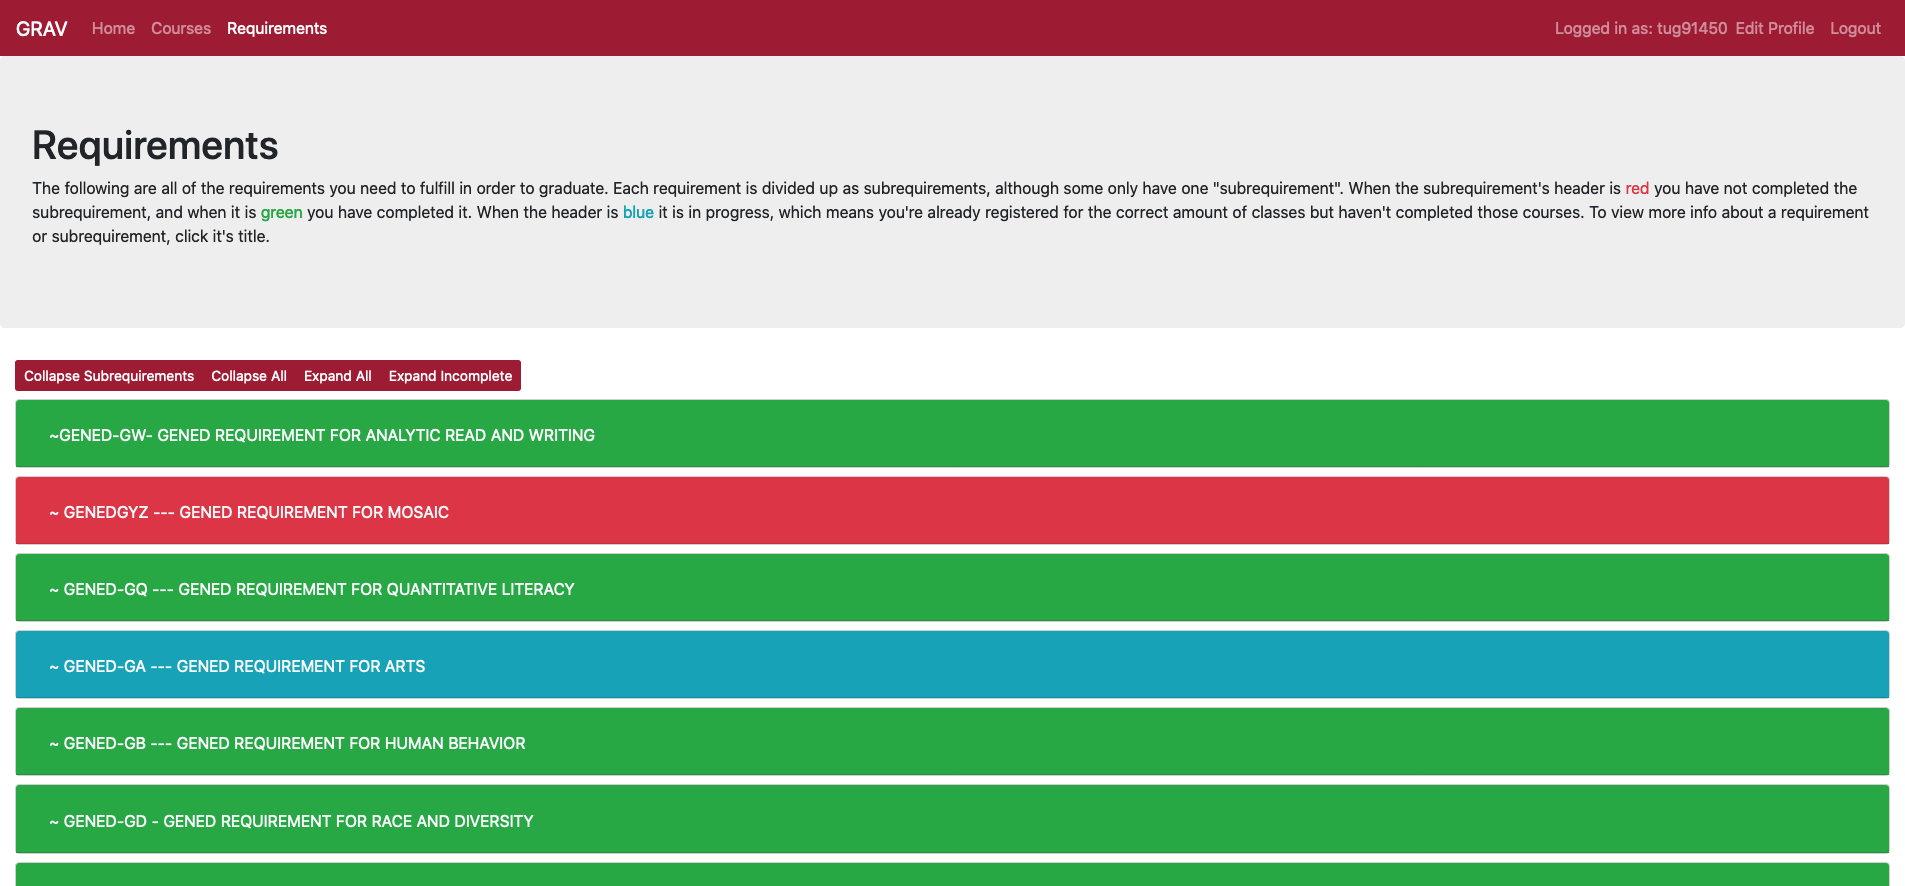 GRAV Home Courses Requirements Logged in as: tug91450 Edit Profile Logout
Requirements
The following are all of the requirements you need to fulfill in order to graduate. Each requirement is divided up as subrequirements, although some only have one "subrequirement". When the subrequirement's header is red you have not completed the
subrequirement, and when it is green you have completed it. When the header is blue it is in progress, which means you're already registered for the correct amount of classes but haven't completed those courses. To view more info about a requirement
or subrequirement, click it's title.
Collapse Subrequirements Collapse All Expand All Expand Incomplete
~GENED-GW- GENED REQUIREMENT FOR ANALYTIC READ AND WRITING
~ GENEDGYZ --- GENED REQUIREMENT FOR MOSAIC
~ GENED-GQ --- GENED REQUIREMENT FOR QUANTITATIVE LITERACY
~ GENED-GA --- GENED REQUIREMENT FOR ARTS
~ GENED-GB --- GENED REQUIREMENT FOR HUMAN BEHAVIOR
~ GENED-GD - GENED REQUIREMENT FOR RACE AND DIVERSITY